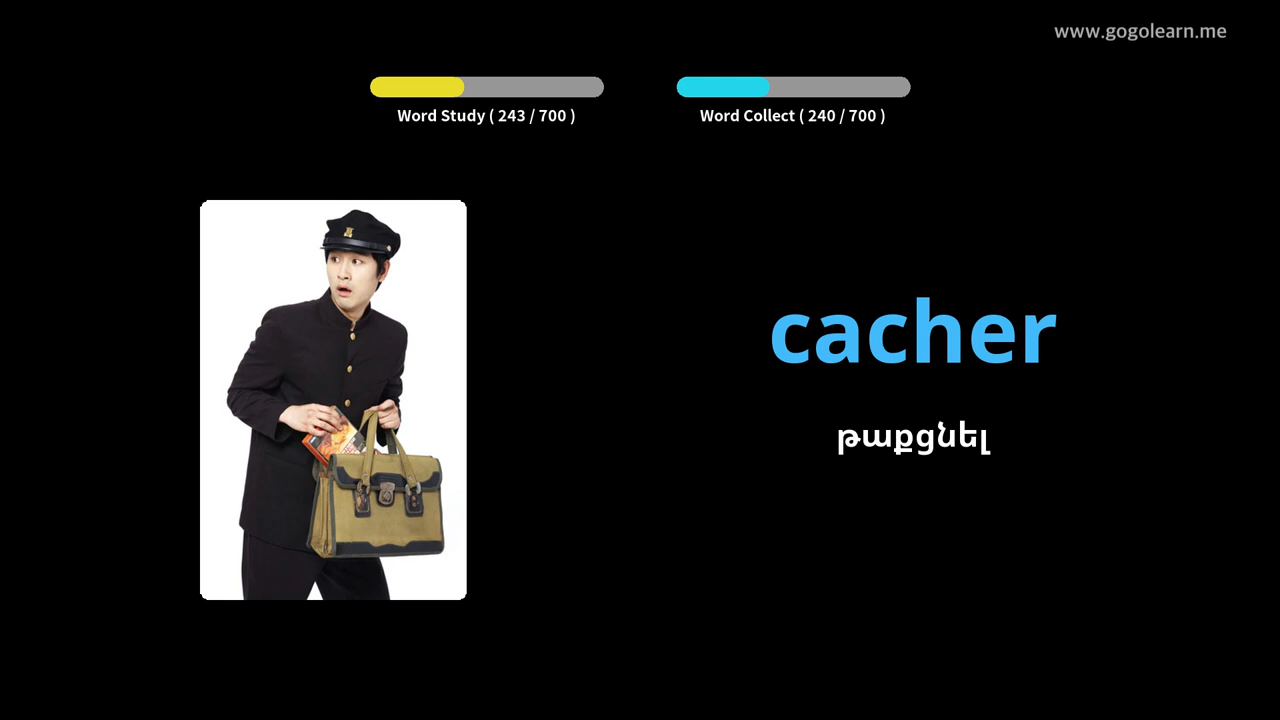 www.gogolearn.me
Word Study ( 243 / 700 )
Word Collect ( 240 / 700 )
cacher
թաքցնել